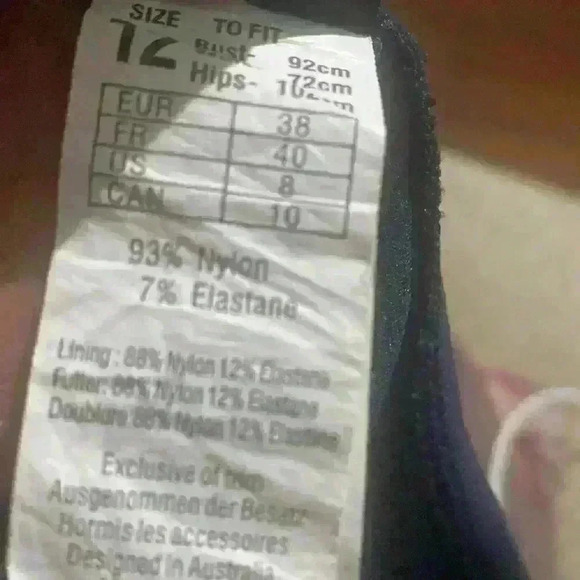 SIZE TO FIT
12 Bust- 92cm
72cm
Hips-
EUR 38
FR 40
US 8
CAN 10
93% Nylon
7% Elastane
Lining : 88% Nylon 12% Elastane
Futter: 88% Nylon 12% Elastane
Doublure 88% Nylon 12% Elastane
Exclusive of trim
Ausgenommen der Besatz
Hormis les accessoires
Designed in Australia